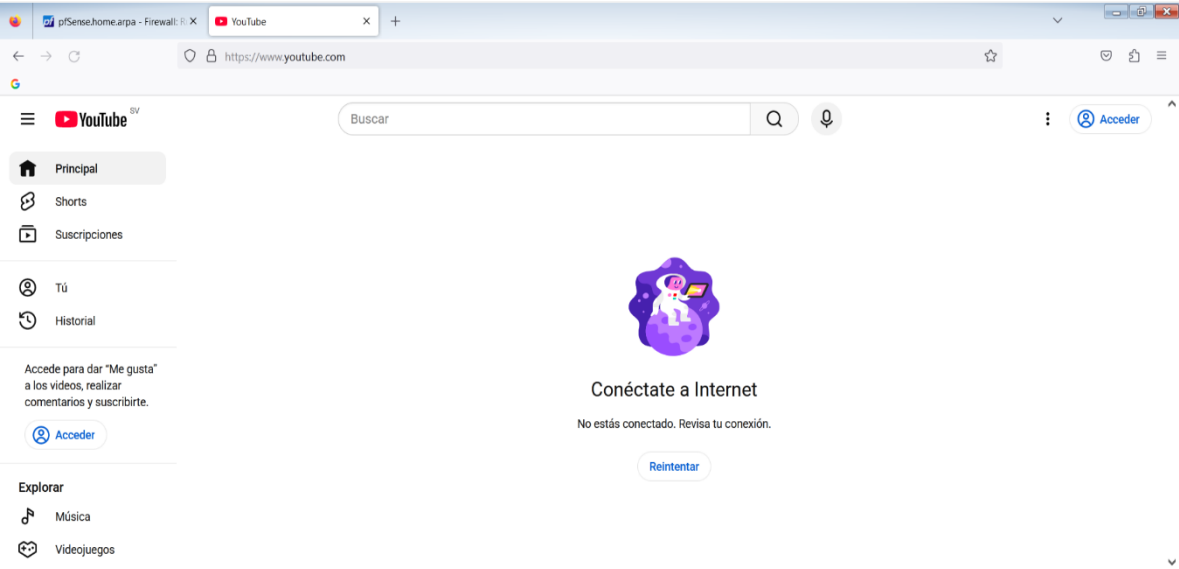 pfSense.home.arpa - Firewall: R
YouTube
https://www.youtube.com
YouTube SV
Buscar
Acceder
Principal
Shorts
Suscripciones
Tú
Historial
Accede para dar “Me gusta”
a los videos, realizar
comentarios y suscribirte.
Acceder
Explorar
Música
Videojuegos
Conéctate a Internet
No estás conectado. Revisa tu conexión.
Reintentar